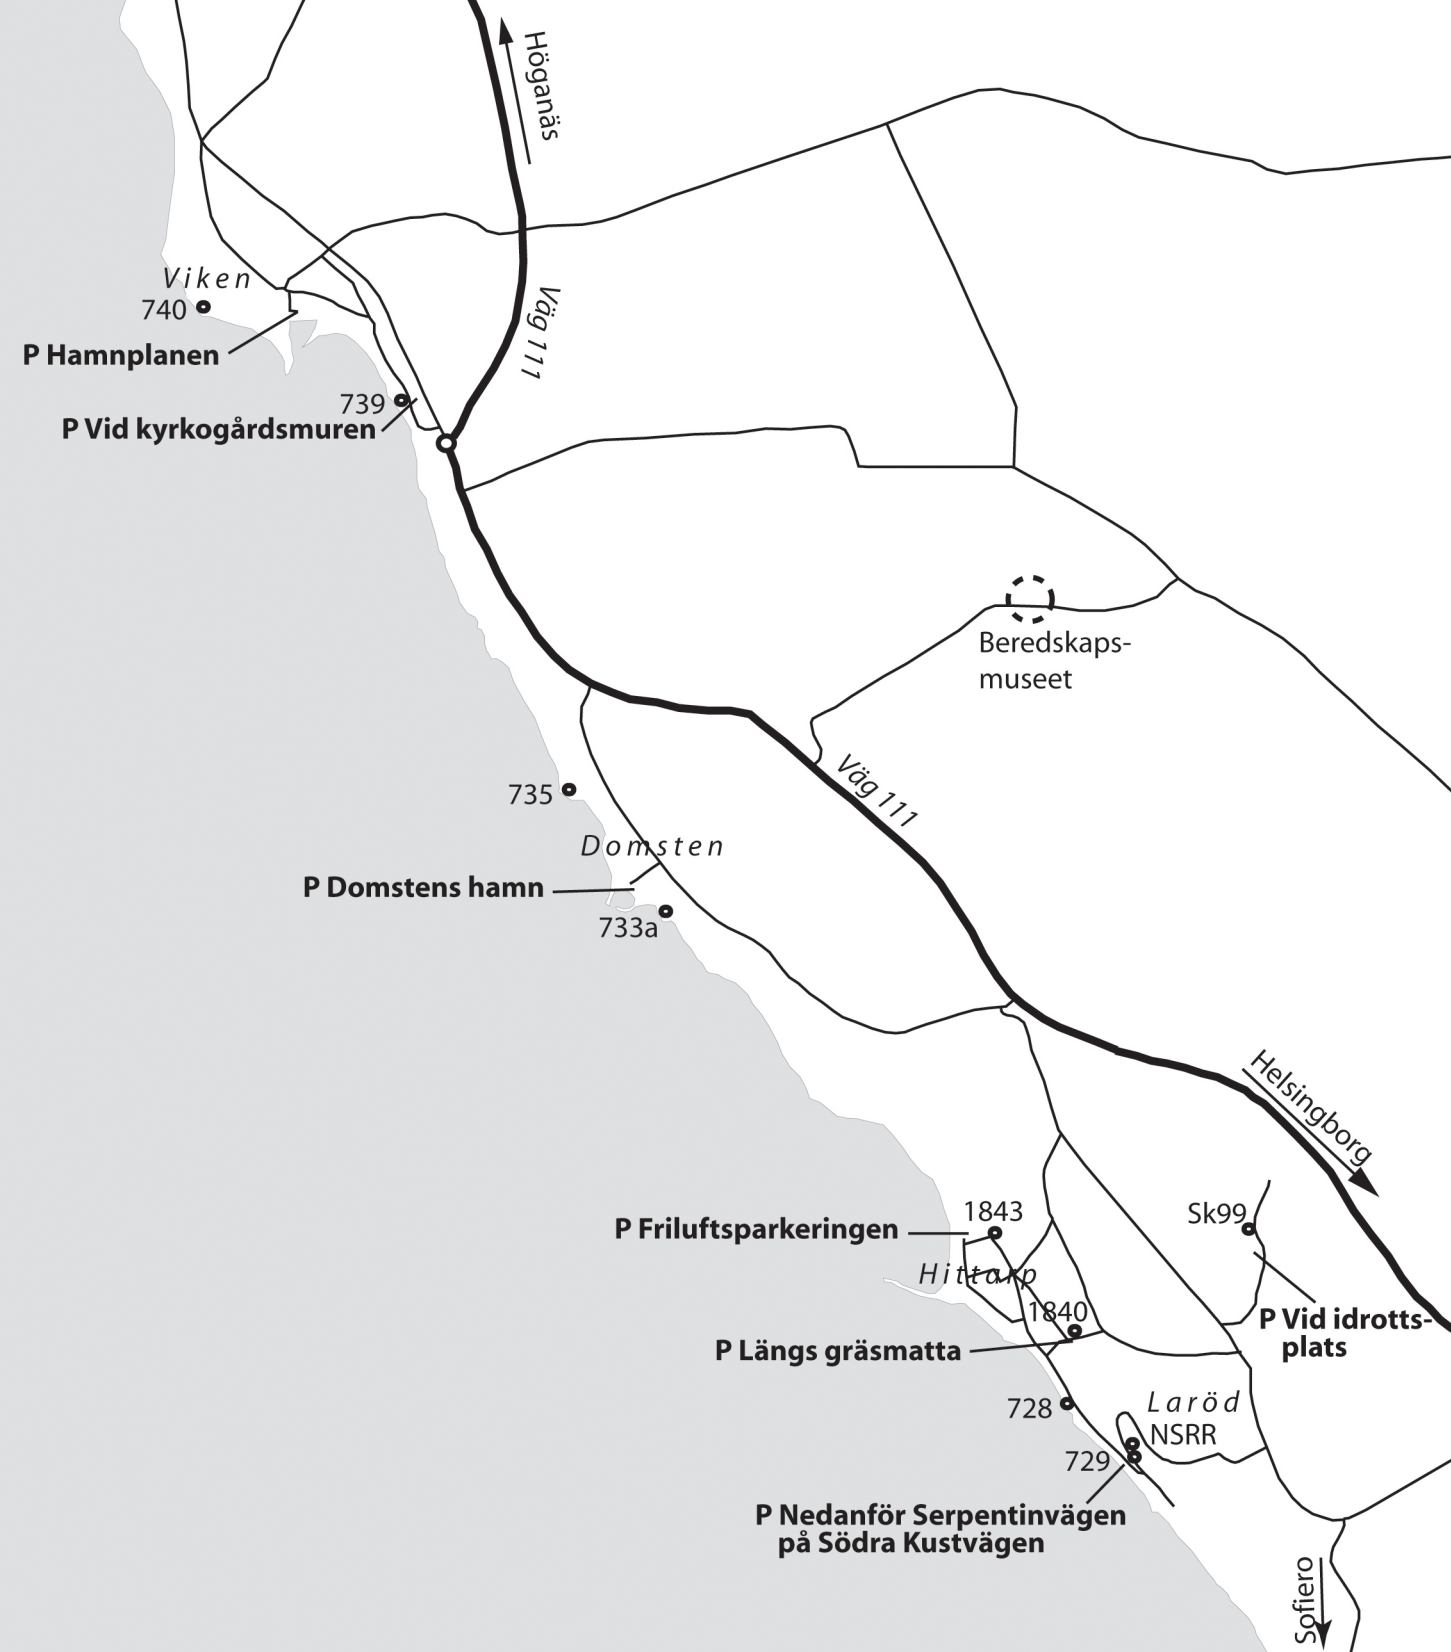 Höganäs
Viken
740
Väg 111
P Hamnplanen
739
P Vid kyrkogårdsmuren
Beredskaps-
museet
Väg 111
735
Domsten
P Domstens hamn
733a
Helsingborg
1843
Sk99
P Friluftsparkeringen
Hittarp
1840
P Vid idrotts-
plats
P Längs gräsmatta
Laröd
728
NSRR
729
P Nedanför Serpentinvägen
på Södra Kustvägen
Sofiero